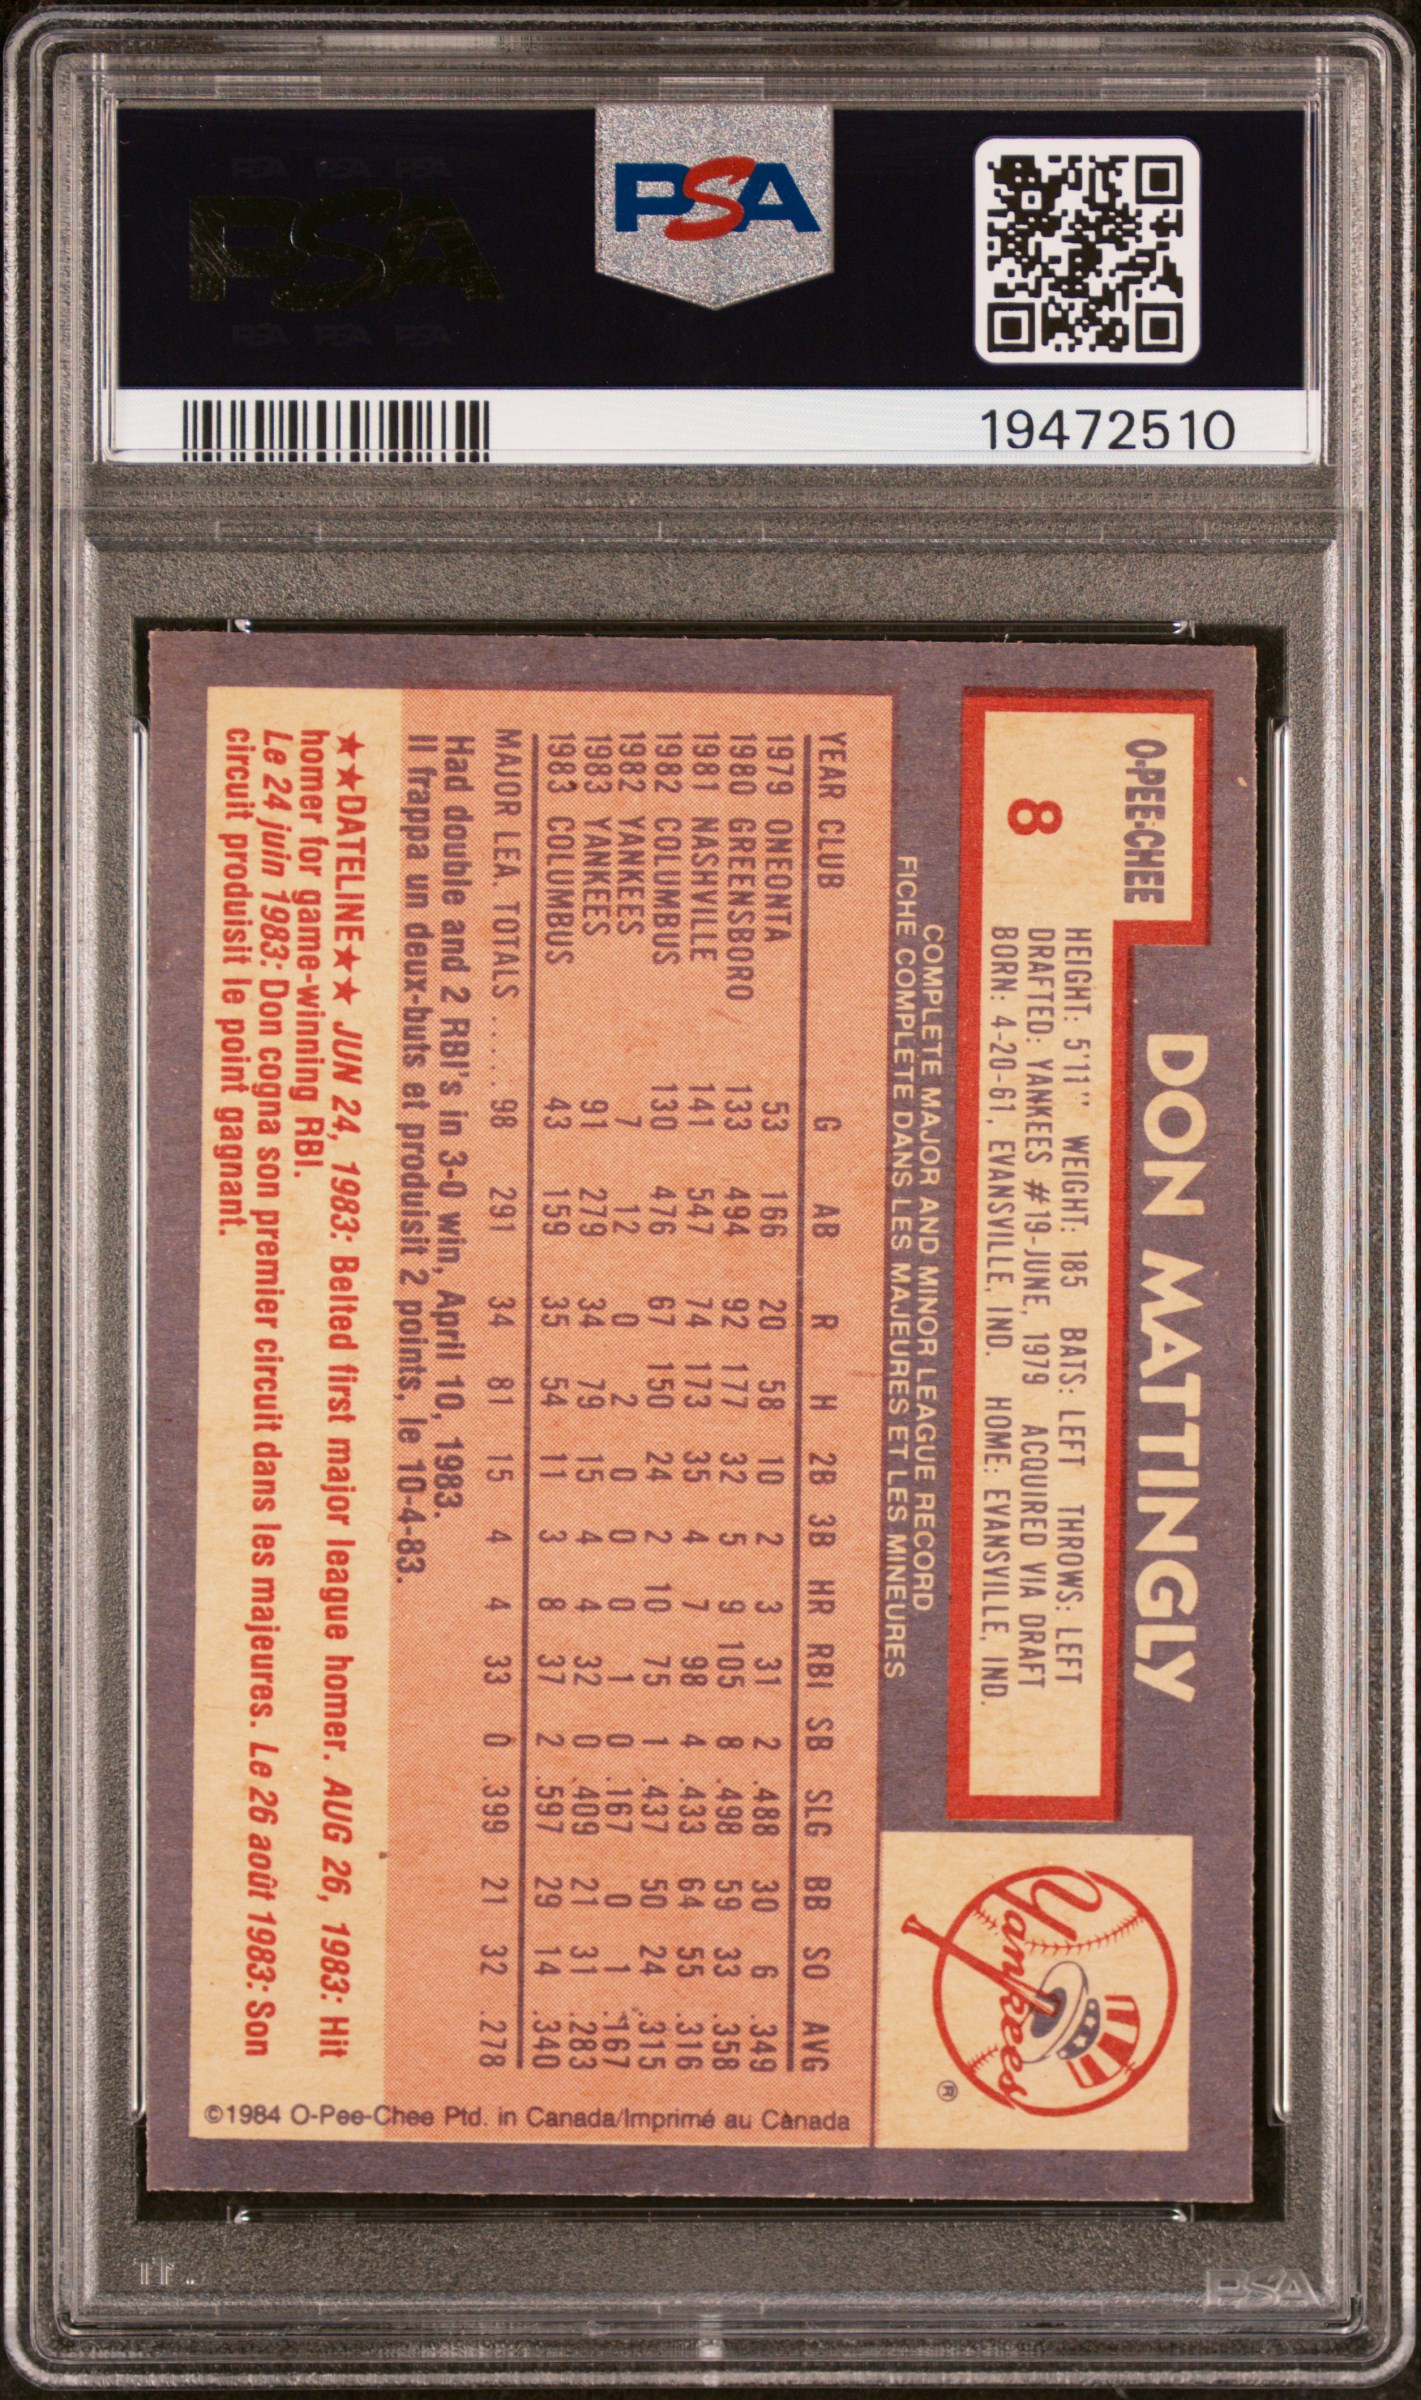 PSA PSA PSA
PSA
PSA PSA PSA
PSA
19472510
O-PEE-CHEE
8
DON MATTINGLY
HEIGHT: 5'11" WEIGHT: 185 BATS: LEFT THROWS: LEFT
DRAFTED: YANKEES #19-JUNE, 1979 ACQUIRED VIA DRAFT
BORN: 4-20-61, EVANSVILLE, IND. HOME: EVANSVILLE, IND.
Yankees
®
COMPLETE MAJOR AND MINOR LEAGUE RECORD
FICHE COMPLETE DANS LES MAJEURES ET LES MINEURES
YEAR CLUB G AB R H 2B 3B HR RBI SB SLG BB SO AVG
1979 ONEONTA 53 166 20 58 10 2 3 31 2 .488 30 6 .349
1980 GREENSBORO 133 494 92 177 32 5 9 105 8 .498 59 33 .358
1981 NASHVILLE 141 547 74 173 35 4 7 98 4 .433 64 55 .316
1982 COLUMBUS 130 476 67 150 24 2 10 75 1 .437 50 24 .315
1982 YANKEES 7 12 0 2 0 0 0 1 0 .167 0 1 .167
1983 YANKEES 91 279 34 79 15 4 4 32 0 .409 21 31 .283
1983 COLUMBUS 43 159 35 54 11 3 8 37 2 .597 29 14 .340
MAJOR LEA. TOTALS ...... 98 291 34 81 15 4 4 33 0 .399 21 32 .278
Had double and 2 RBI's in 3-0 win, April 10, 1983.
Il frappa un deux-buts et produisit 2 points, le 10-4-83.
★★DATELINE★★ JUN 24, 1983: Belted first major league homer. AUG 26, 1983: Hit
homer for game-winning RBI.
Le 24 juin 1983: Don cogna son premier circuit dans les majeures. Le 26 août 1983: Son
circuit produisit le point gagnant.
©1984 O-Pee-Chee Ptd. in Canada/Imprimé au Canada
PSA